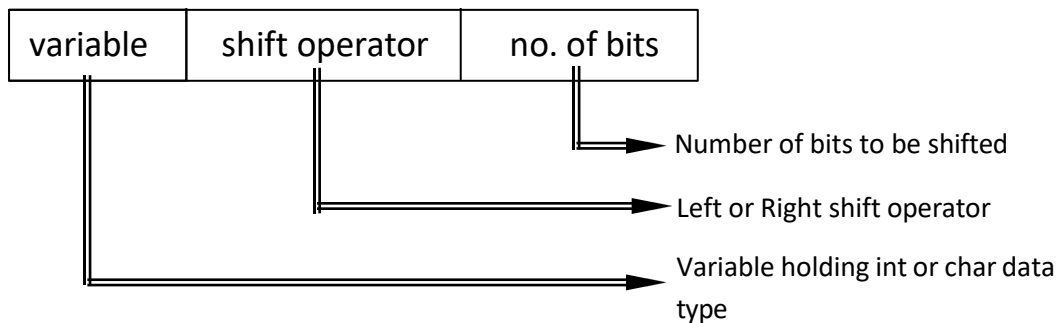 variable shift operator no. of bits
Number of bits to be shifted
Left or Right shift operator
Variable holding int or char data
type